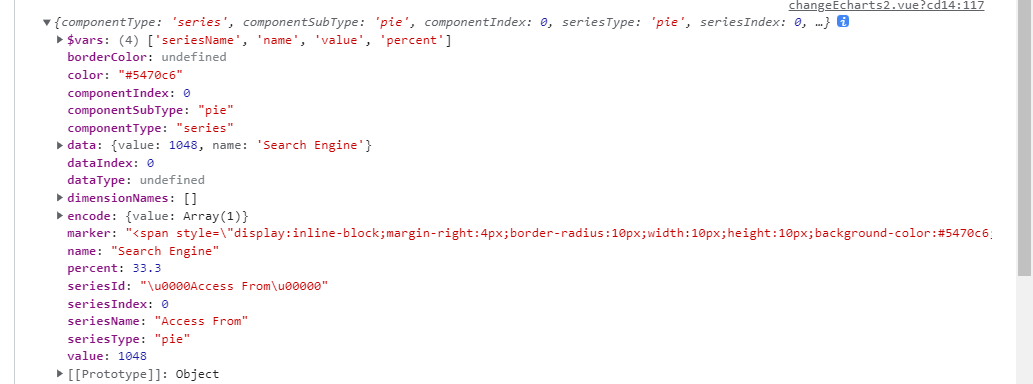 changeEcharts2.vue?cd14:117
{componentType: 'series', componentSubType: 'pie', componentIndex: 0, seriesType: 'pie', seriesIndex: 0, …} i
$vars: (4) ['seriesName', 'name', 'value', 'percent']
borderColor: undefined
color: "#5470c6"
componentIndex: 0
componentSubType: "pie"
componentType: "series"
data: {value: 1048, name: 'Search Engine'}
dataIndex: 0
dataType: undefined
dimensionNames: []
encode: {value: Array(1)}
marker: "<span style=\"display:inline-block;margin-right:4px;border-radius:10px;width:10px;height:10px;background-color:#5470c6;
name: "Search Engine"
percent: 33.3
seriesId: "\u0000Access From\u00000"
seriesIndex: 0
seriesName: "Access From"
seriesType: "pie"
value: 1048
[[Prototype]]: Object